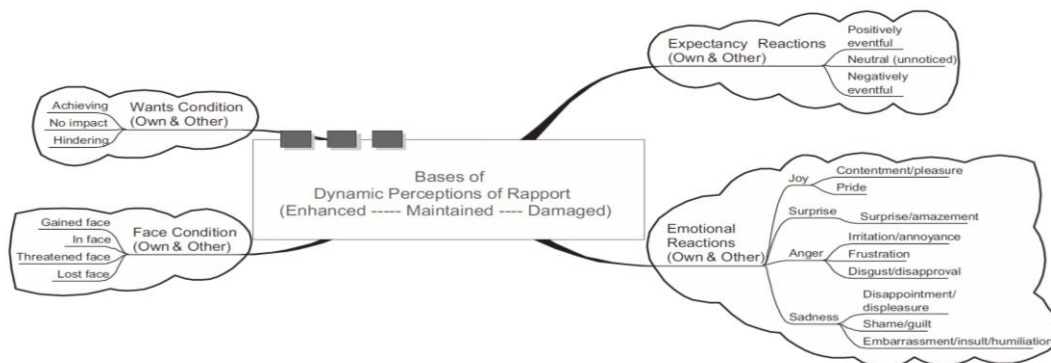 Bases of
Dynamic Perceptions of Rapport
(Enhanced ----- Maintained ---- Damaged)
Wants Condition
(Own & Other)
Achieving
No impact
Hindering
Face Condition
(Own & Other)
Gained face
In face
Threatened face
Lost face
Expectancy Reactions
(Own & Other)
Positively
eventful
Neutral (unnoticed)
Negatively
eventful
Emotional
Reactions
(Own & Other)
Joy
Contentment/pleasure
Pride
Surprise
Surprise/amazement
Anger
Irritation/annoyance
Frustration
Disgust/disapproval
Sadness
Disappointment/
displeasure
Shame/guilt
Embarrassment/insult/humiliation